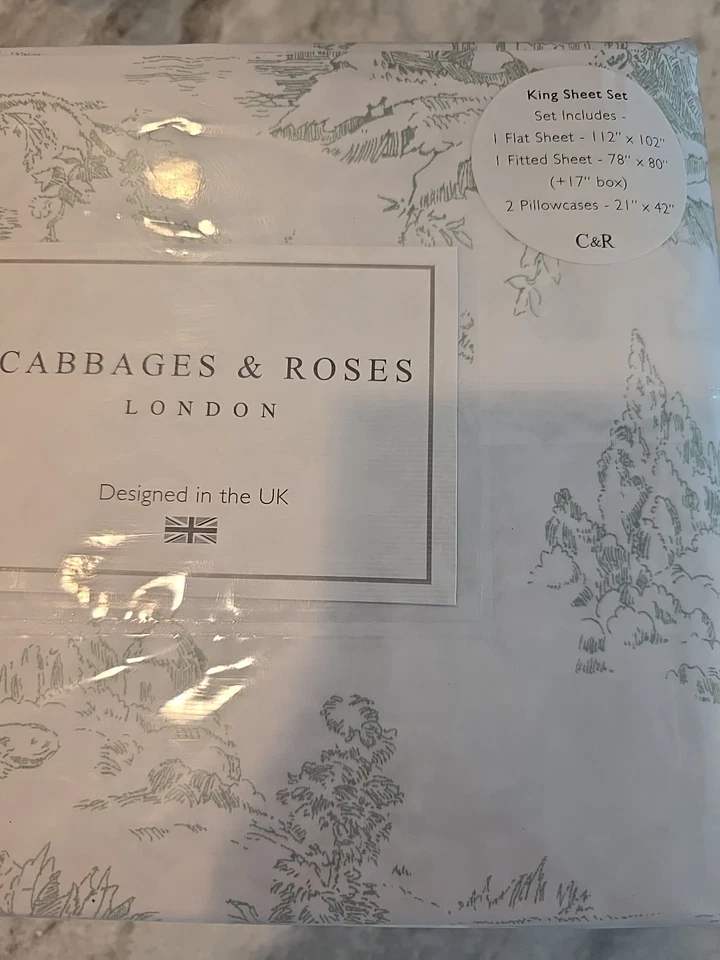 King Sheet Set
Set Includes -
1 Flat Sheet - 112" x 102"
1 Fitted Sheet - 78" x 80"
(+17" box)
2 Pillowcases - 21" x 42"
C&R
CABBAGES & ROSES
LONDON
Designed in the UK